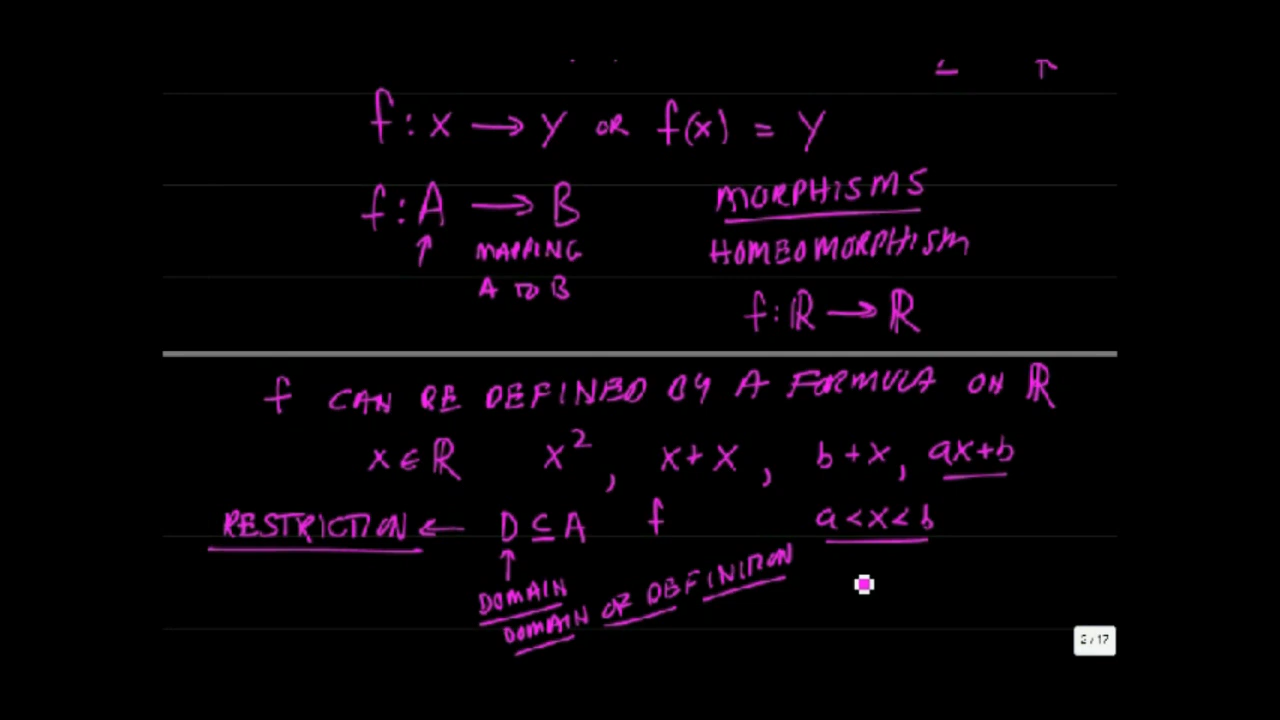 f : x → y OR f(x) = y
f : A → B
↑ MAPPING
A TO B
MORPHISMS
HOMEOMORPHISM
f : ℝ → ℝ
f CAN BE DEFINED BY A FORMULA ON ℝ
x ∈ ℝ x², x+x, b+x, ax+b
RESTRICTION ← D ⊆ A f a<x<b
↑
DOMAIN
DOMAIN OF DEFINITION
2 / 17